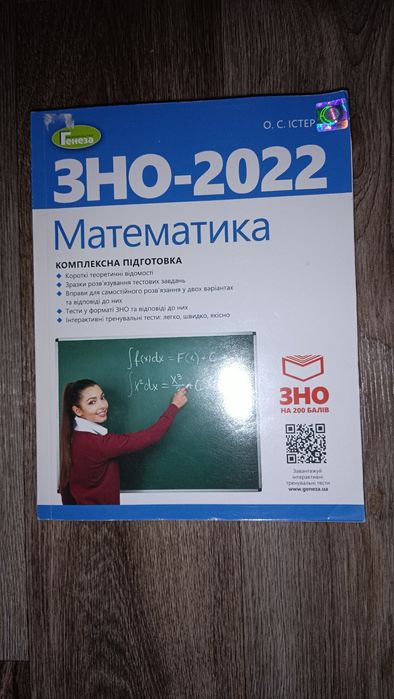 О. С. ІСТЕР
Генеза
ЗНО-2022
Математика
КОМПЛЕКСНА ПІДГОТОВКА
◆ Короткі теоретичні відомості
◆ Зразки розв'язування тестових завдань
◆ Вправи для самостійного розв'язання у двох варіантах
та відповіді до них
◆ Тести у форматі ЗНО та відповіді до них
◆ Інтерактивні тренувальні тести: легко, швидко, якісно
∫f(x)dx = F(x) + C
∫x²dx = x³
ЗНО
НА 200 БАЛІВ
Завантажуй
інтерактивні
тренувальні тести
www.geneza.ua